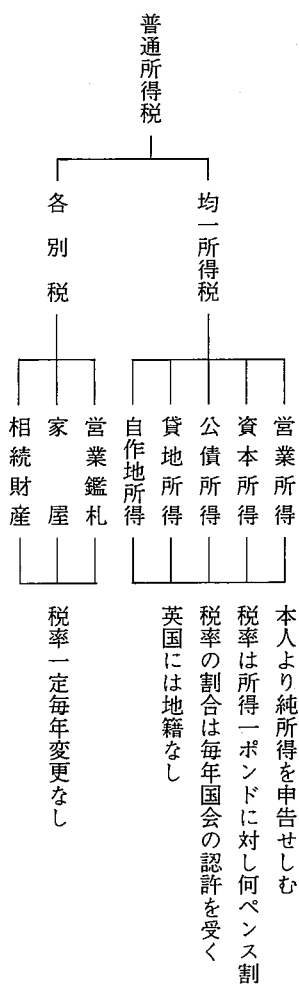 普通所得税
均一所得税
営業所得
資本所得
公債所得
貸地所得
自作地所得
本人より純所得を申告せしむ
税率は所得一ポンドに対し何ペンス割
税率の割合は毎年国会の認許を受く
英国には地籍なし
各別税
営業鑑札
家屋
相続財産
税率一定毎年変更なし